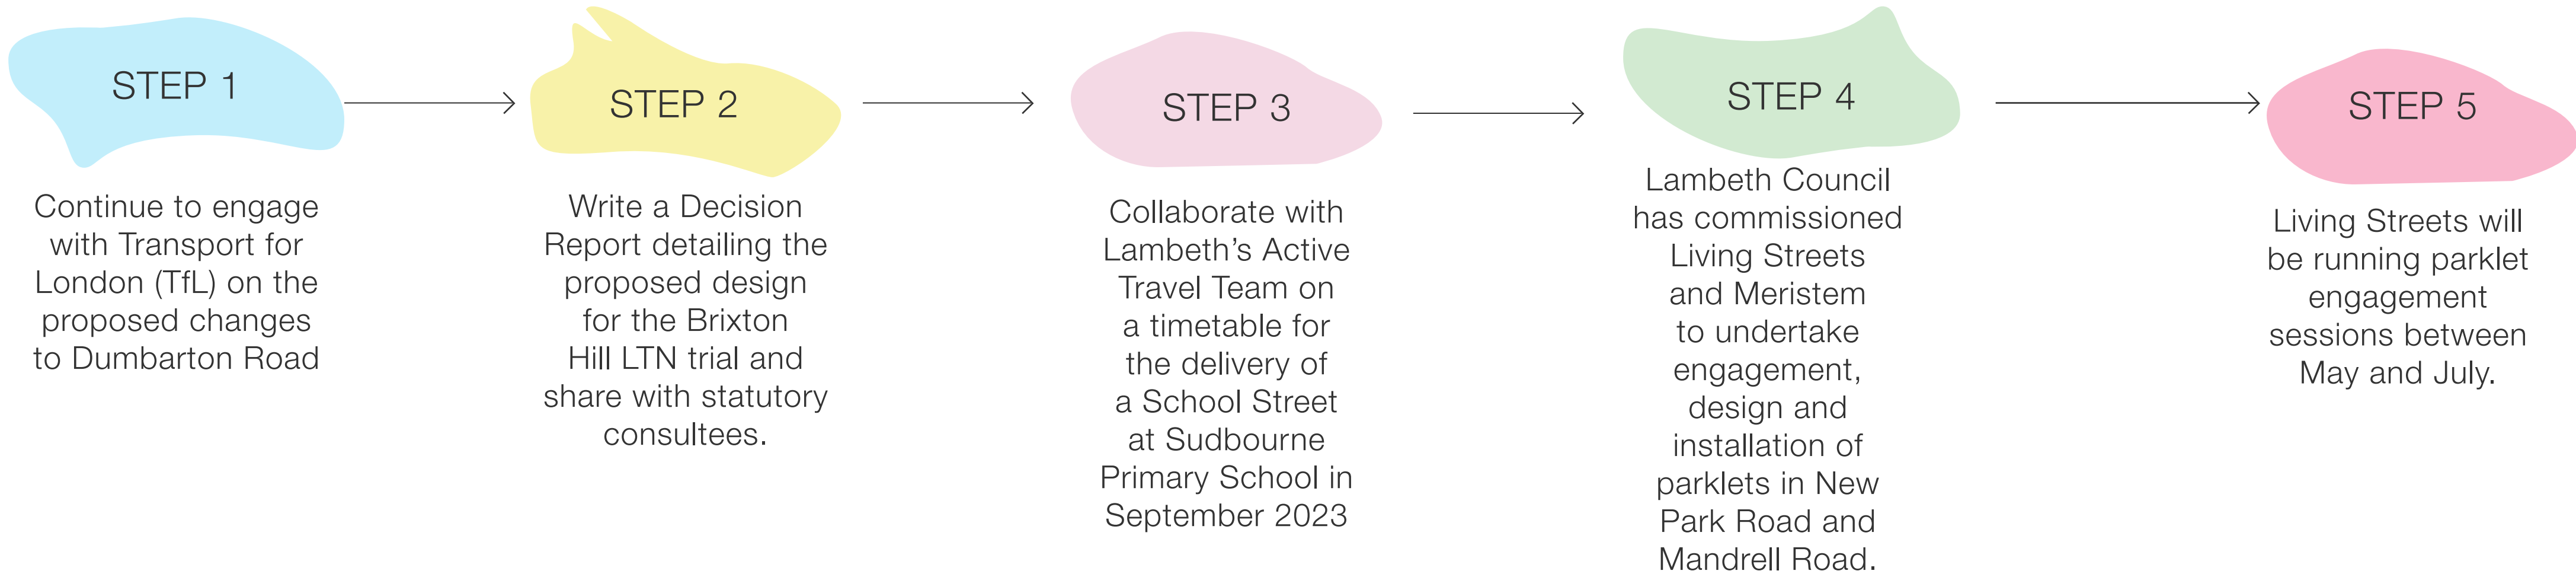 STEP 1
Continue to engage
with Transport for
London (TfL) on the
proposed changes
to Dumbarton Road
STEP 2
Write a Decision
Report detailing the
proposed design
for the Brixton
Hill LTN trial and
share with statutory
consultees.
STEP 3
Collaborate with
Lambeth’s Active
Travel Team on
a timetable for
the delivery of
a School Street
at Sudbourne
Primary School in
September 2023
STEP 4
Lambeth Council
has commissioned
Living Streets
and Meristem
to undertake
engagement,
design and
installation of
parklets in New
Park Road and
Mandrell Road.
STEP 5
Living Streets will
be running parklet
engagement
sessions between
May and July.